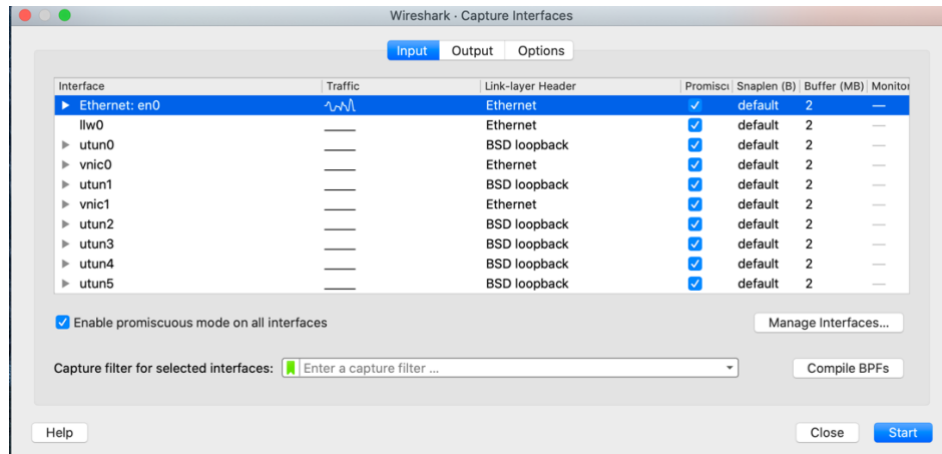 Wireshark · Capture Interfaces
Input Output Options
Interface Traffic Link-layer Header Promisc Snaplen (B) Buffer (MB) Monitor
Ethernet: en0 Ethernet default 2 —
llw0 Ethernet default 2 —
utun0 BSD loopback default 2 —
vnic0 Ethernet default 2 —
utun1 BSD loopback default 2 —
vnic1 Ethernet default 2 —
utun2 BSD loopback default 2 —
utun3 BSD loopback default 2 —
utun4 BSD loopback default 2 —
utun5 BSD loopback default 2 —
Enable promiscuous mode on all interfaces Manage Interfaces...
Capture filter for selected interfaces: Enter a capture filter ... Compile BPFs
Help Close Start